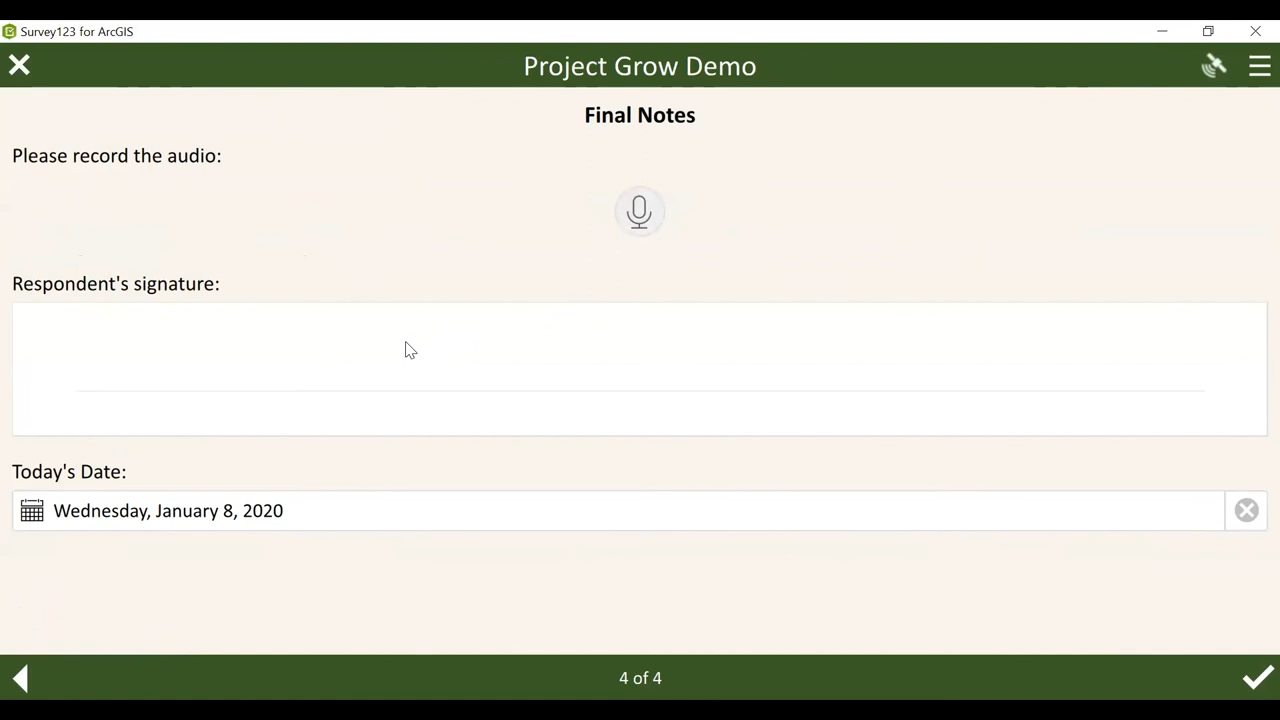 Survey123 for ArcGIS
Project Grow Demo
Final Notes
Please record the audio:
Respondent's signature:
Today's Date:
Wednesday, January 8, 2020
4 of 4